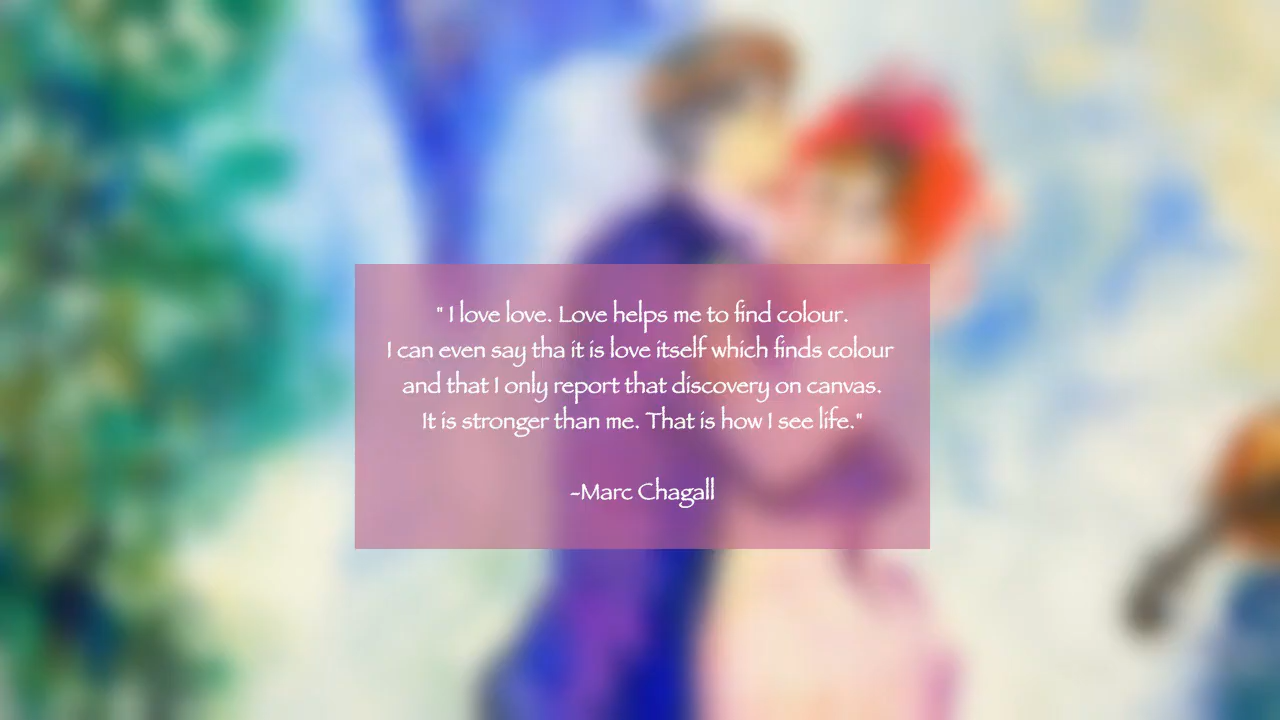 " I love love. Love helps me to find colour.
I can even say tha it is love itself which finds colour
and that I only report that discovery on canvas.
It is stronger than me. That is how I see life."
-Marc Chagall